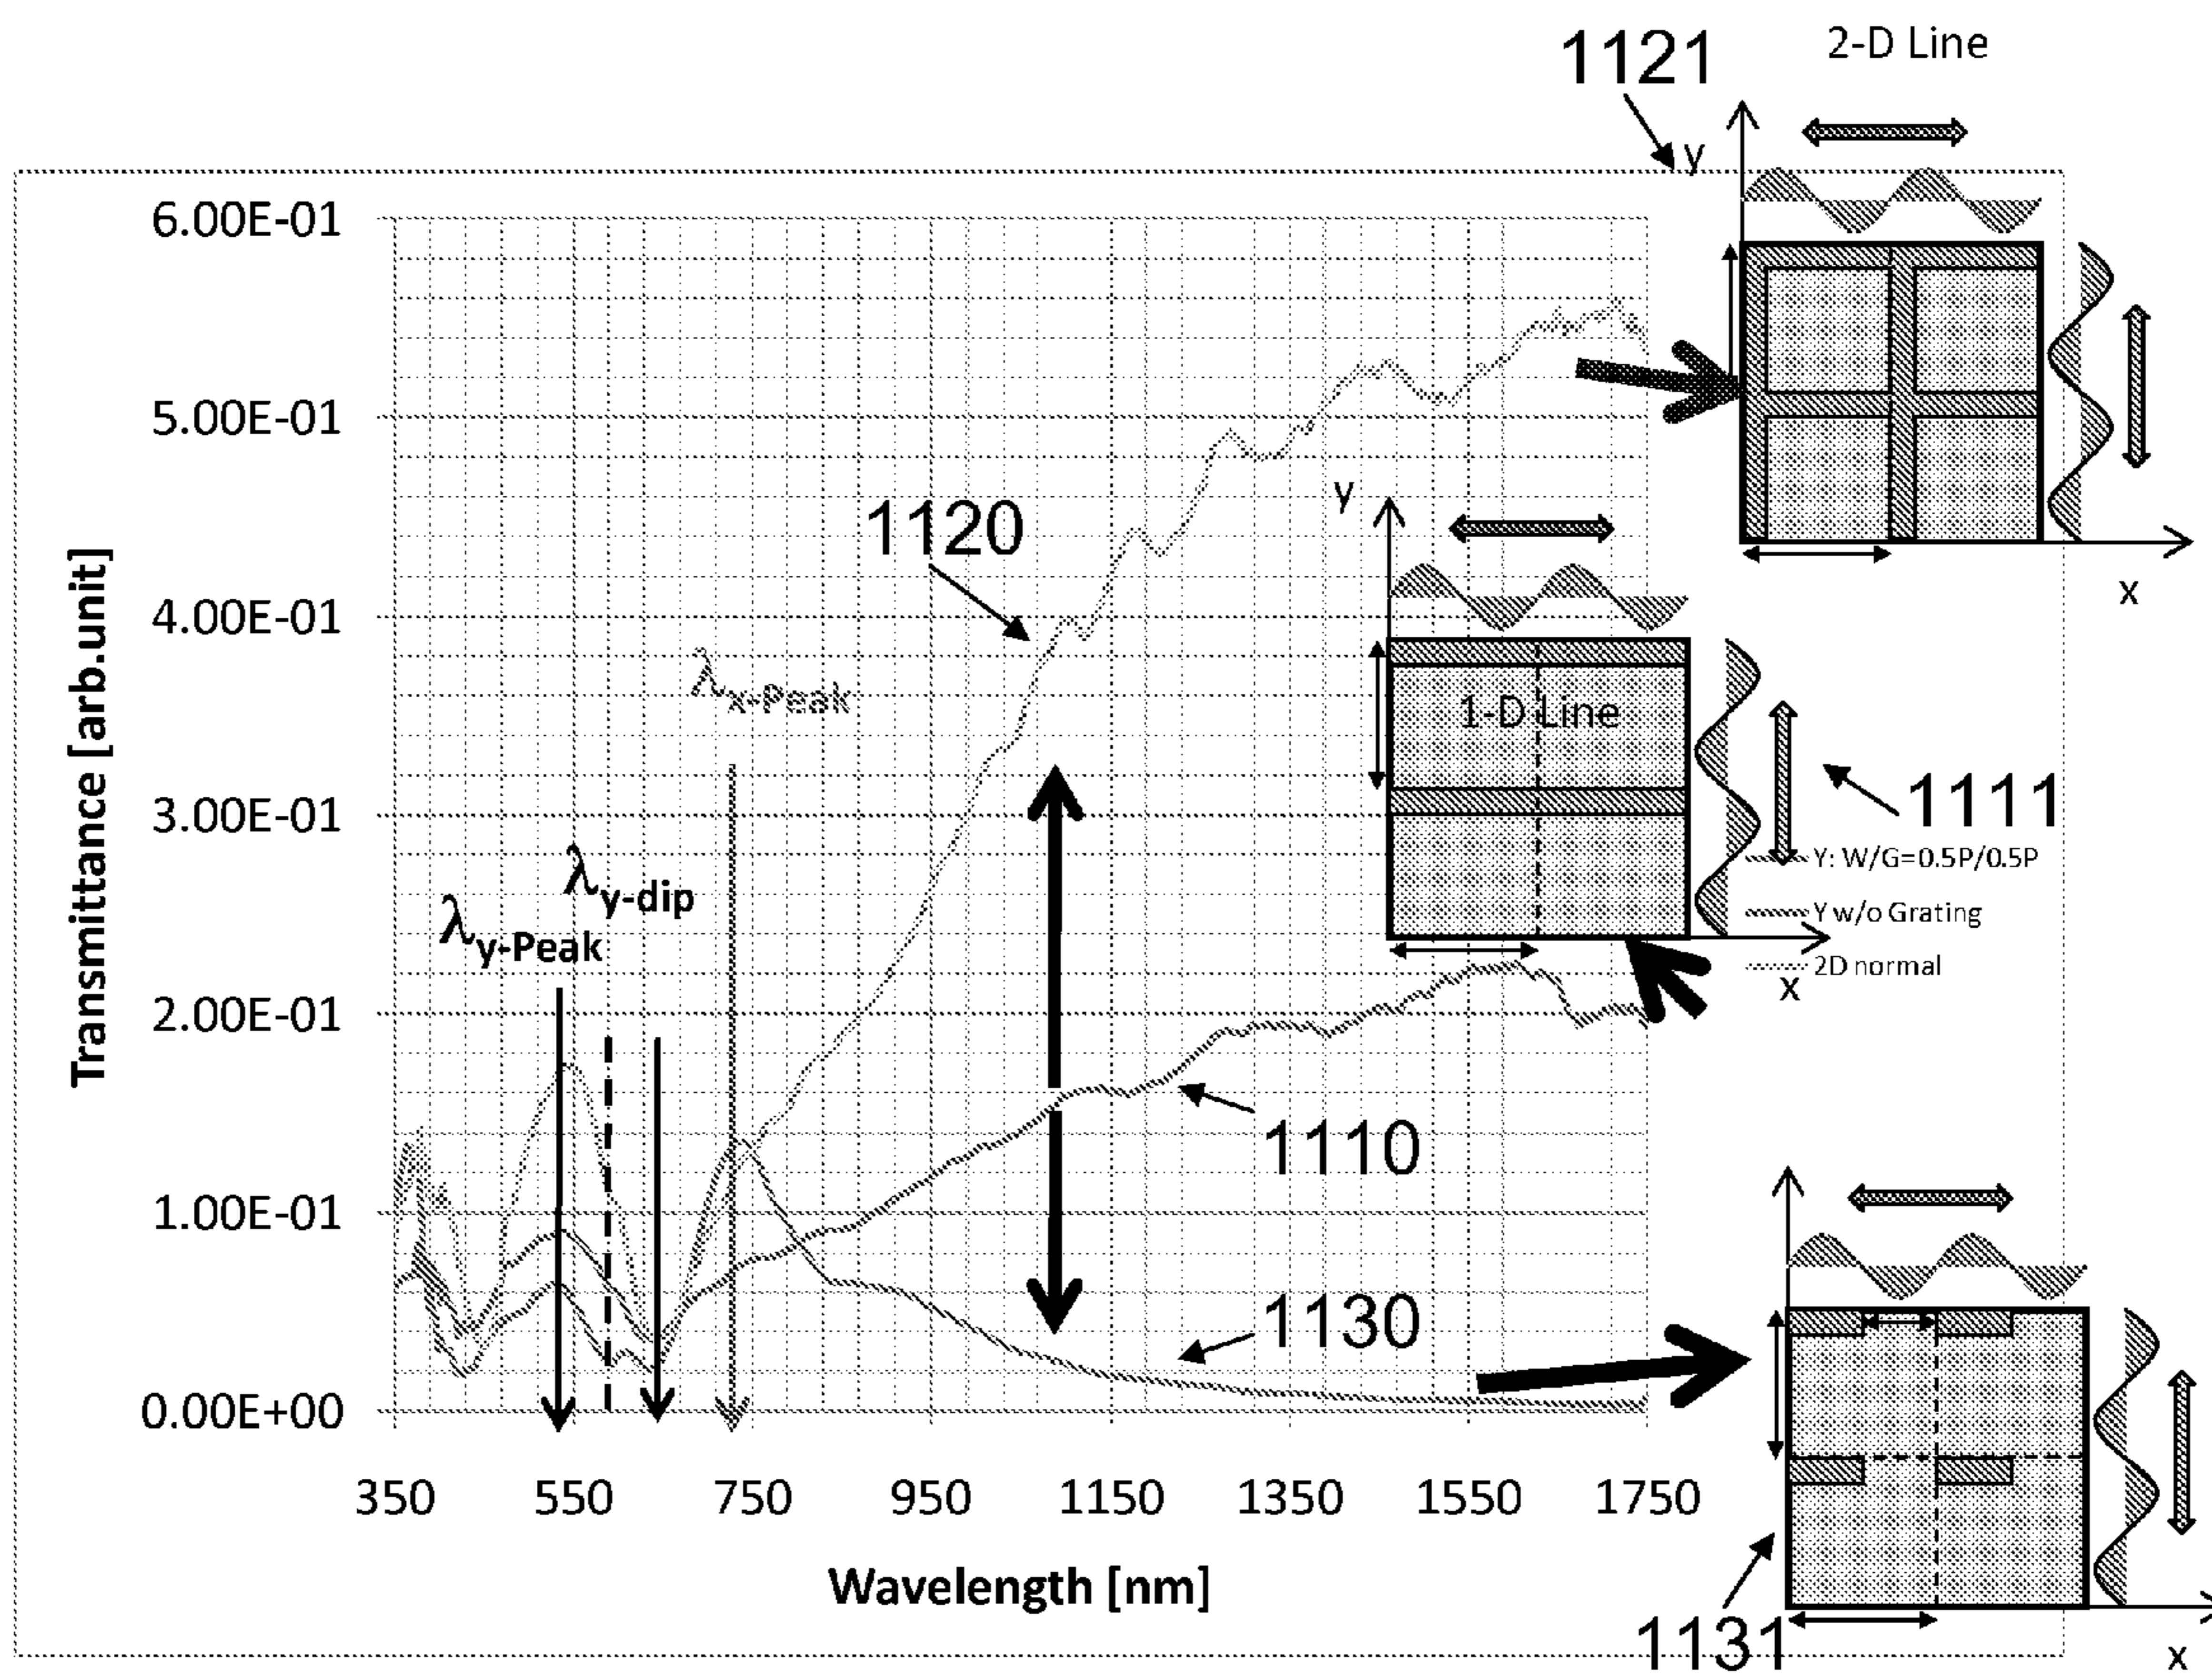 2-D Line
1121
y
x
6.00E-01
5.00E-01
4.00E-01
3.00E-01
2.00E-01
1.00E-01
0.00E+00
Transmittance [arb.unit]
1120
λx-Peak
λy-dip
λy-Peak
y
1-D Line
1111
Y: W/G=0.5P/0.5P
Y w/o Grating
2D normal
x
1110
1130
350 550 750 950 1150 1350 1550 1750
Wavelength [nm]
1131
x